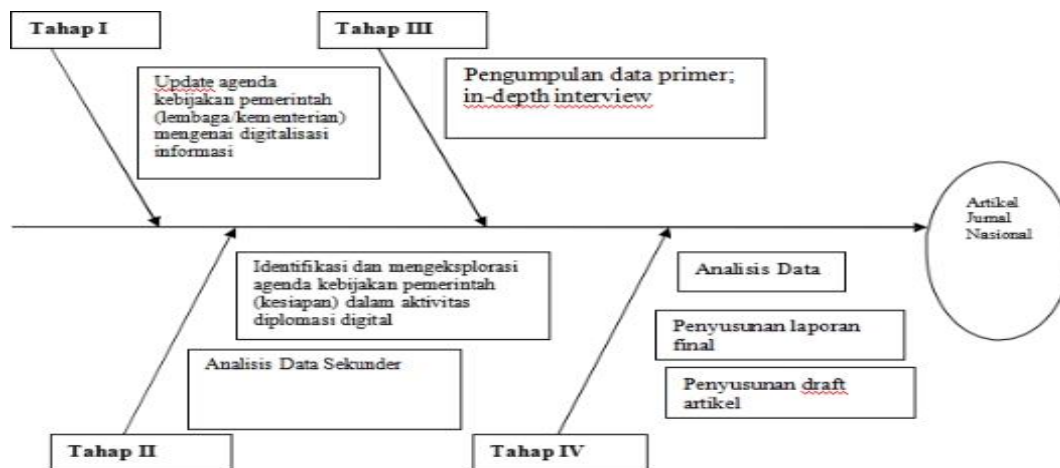 Tahap I
Tahap III
Update agenda
kebijakan pemerintah
(lembaga/kementerian)
mengenai digitalisasi
informasi
Pengumpulan data primer;
in-depth interview
Artikel
Jurnal
Nasional
Identifikasi dan mengeksplorasi
agenda kebijakan pemerintah
(kesiapan) dalam aktivitas
diplomasi digital
Analisis Data Sekunder
Analisis Data
Penyusunan laporan
final
Penyusunan draft
artikel
Tahap II
Tahap IV